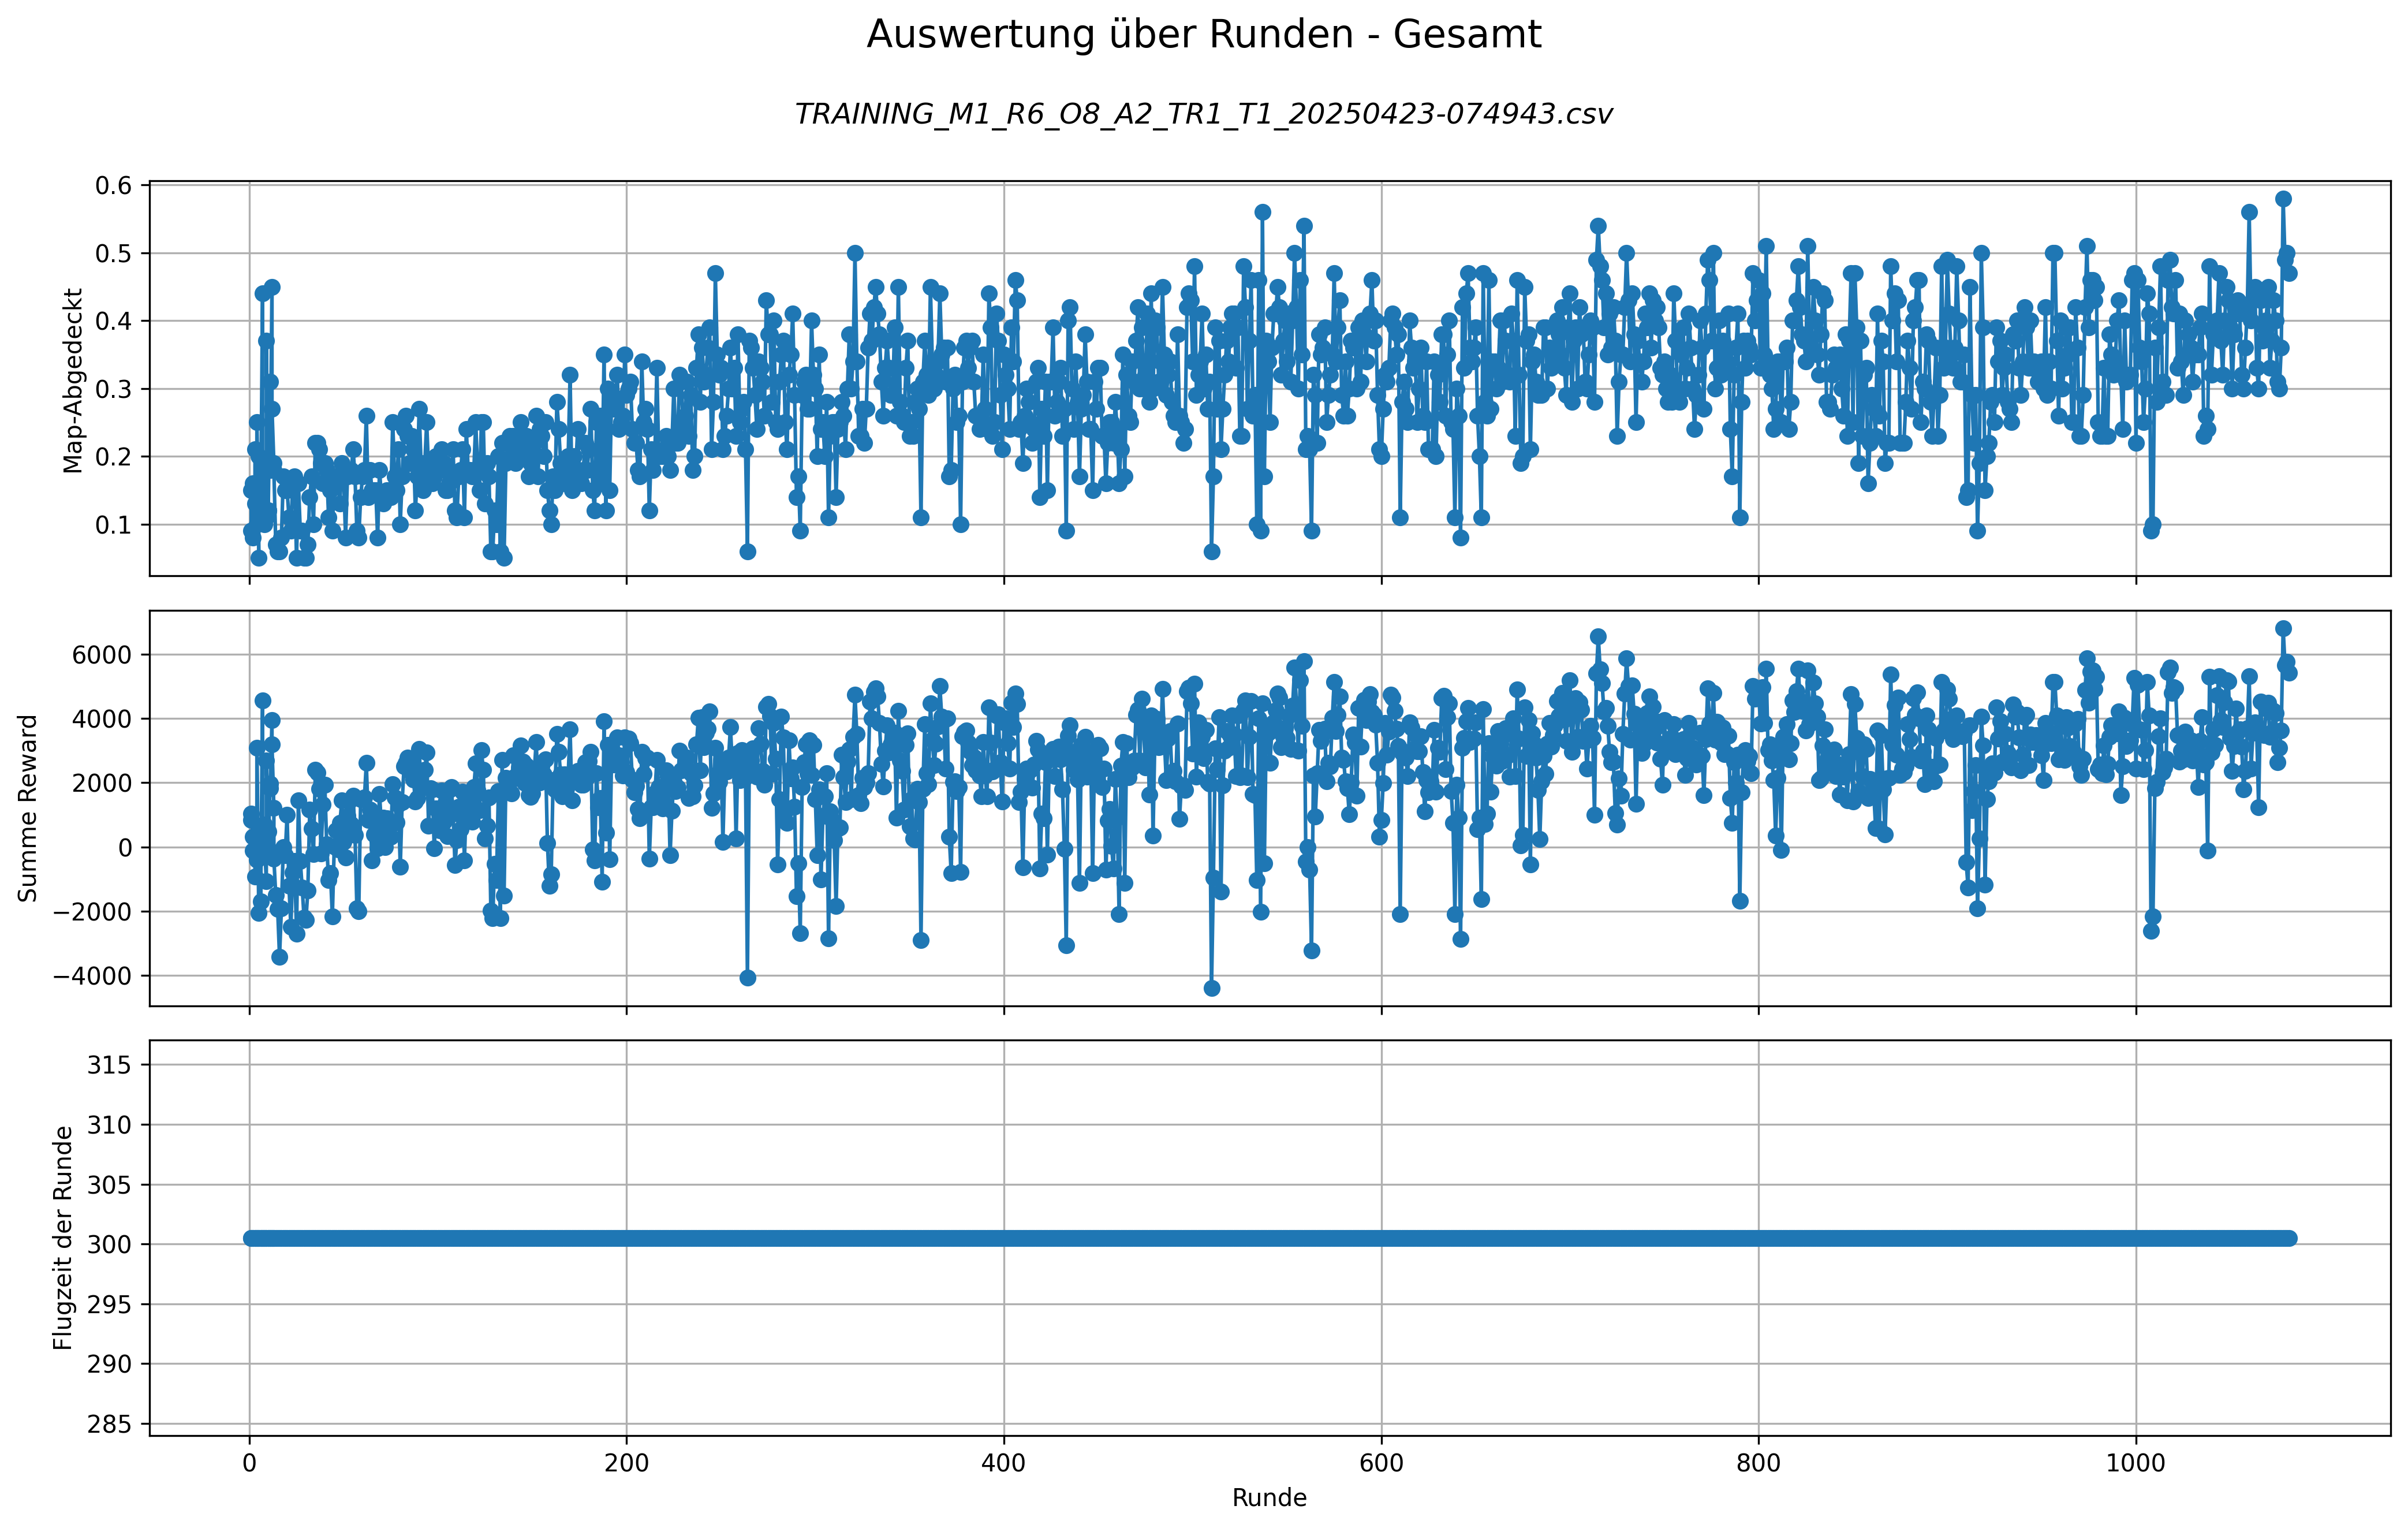 Auswertung über Runden - Gesamt
TRAINING_M1_R6_O8_A2_TR1_T1_20250423-074943.csv
Map-Abgedeckt
0.6
0.5
0.4
0.3
0.2
0.1
Summe Reward
6000
4000
2000
0
−2000
−4000
Flugzeit der Runde
315
310
305
300
295
290
285
0 200 400 600 800 1000
Runde